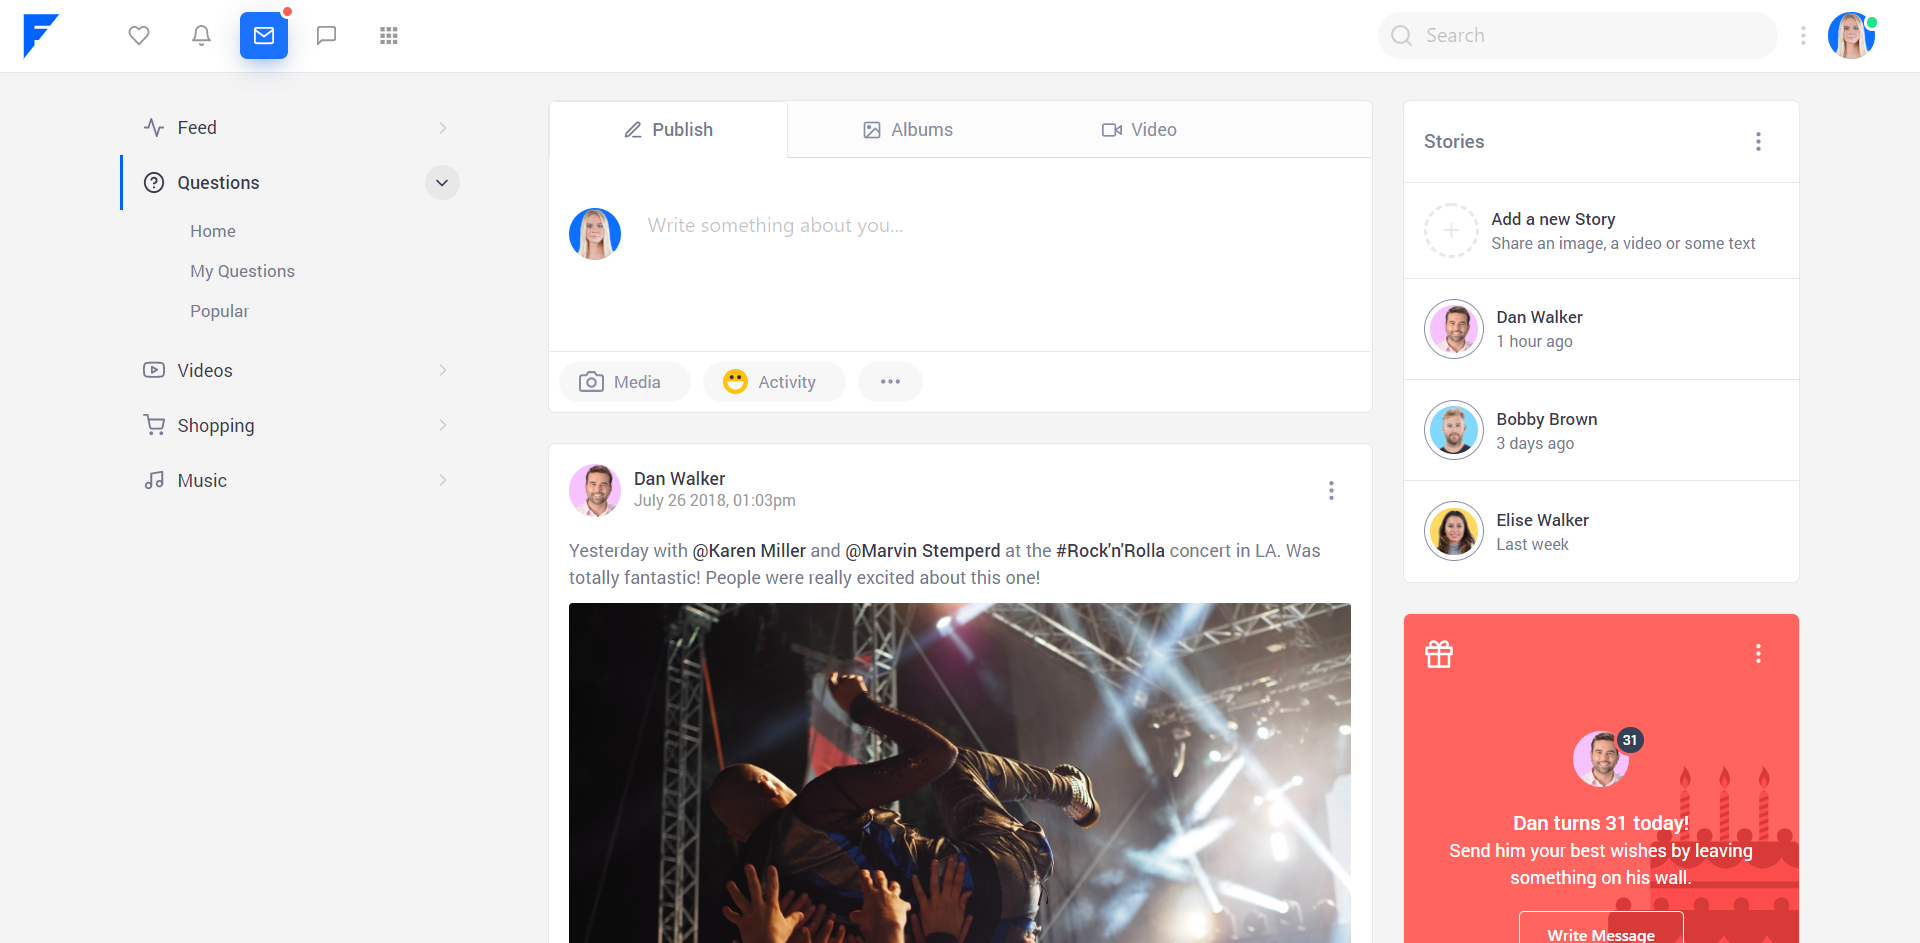 Search
Feed
Questions
Home
My Questions
Popular
Videos
Shopping
Music
Publish
Albums
Video
Write something about you...
Media
Activity
Dan Walker
July 26 2018, 01:03pm
Yesterday with @Karen Miller and @Marvin Stemperd at the #Rock'n'Rolla concert in LA. Was
totally fantastic! People were really excited about this one!
Stories
Add a new Story
Share an image, a video or some text
Dan Walker
1 hour ago
Bobby Brown
3 days ago
Elise Walker
Last week
31
Dan turns 31 today!
Send him your best wishes by leaving
something on his wall.
Write Message